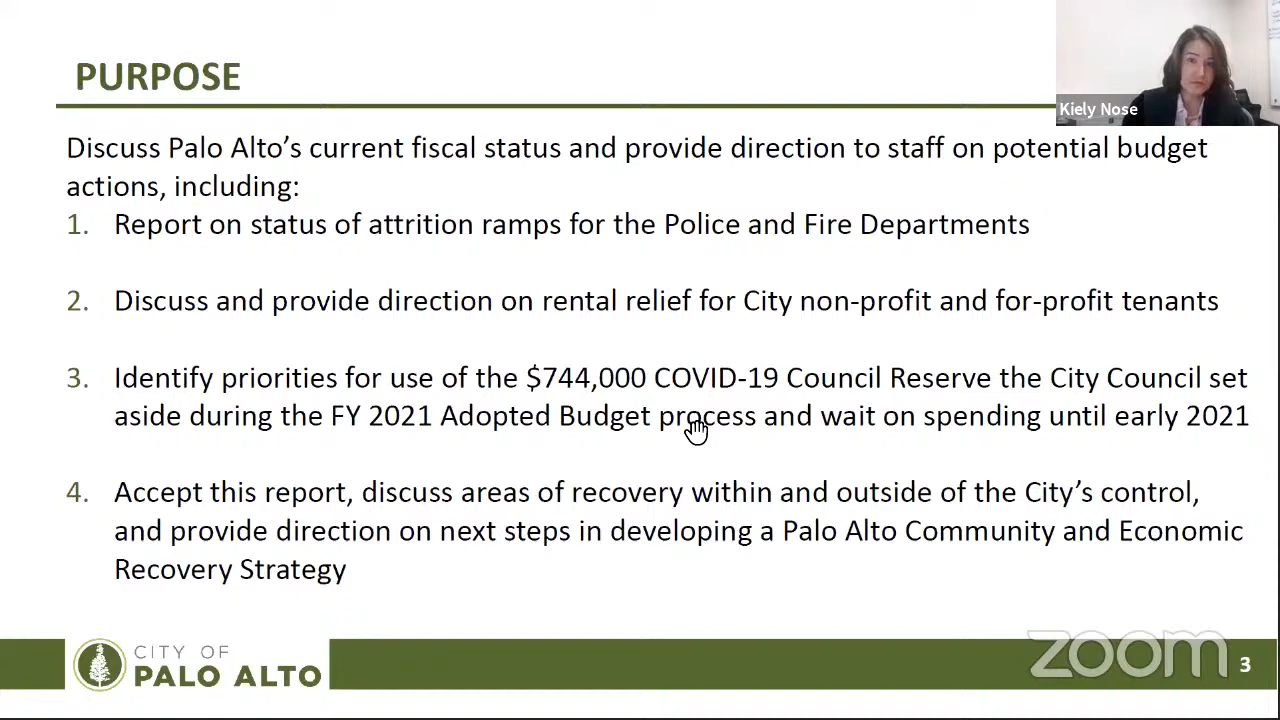 PURPOSE
Kiely Nose
Discuss Palo Alto’s current fiscal status and provide direction to staff on potential budget
actions, including:
1. Report on status of attrition ramps for the Police and Fire Departments
2. Discuss and provide direction on rental relief for City non-profit and for-profit tenants
3. Identify priorities for use of the $744,000 COVID-19 Council Reserve the City Council set
aside during the FY 2021 Adopted Budget process and wait on spending until early 2021
4. Accept this report, discuss areas of recovery within and outside of the City’s control,
and provide direction on next steps in developing a Palo Alto Community and Economic
Recovery Strategy
CITY OF
PALO ALTO
zoom
3